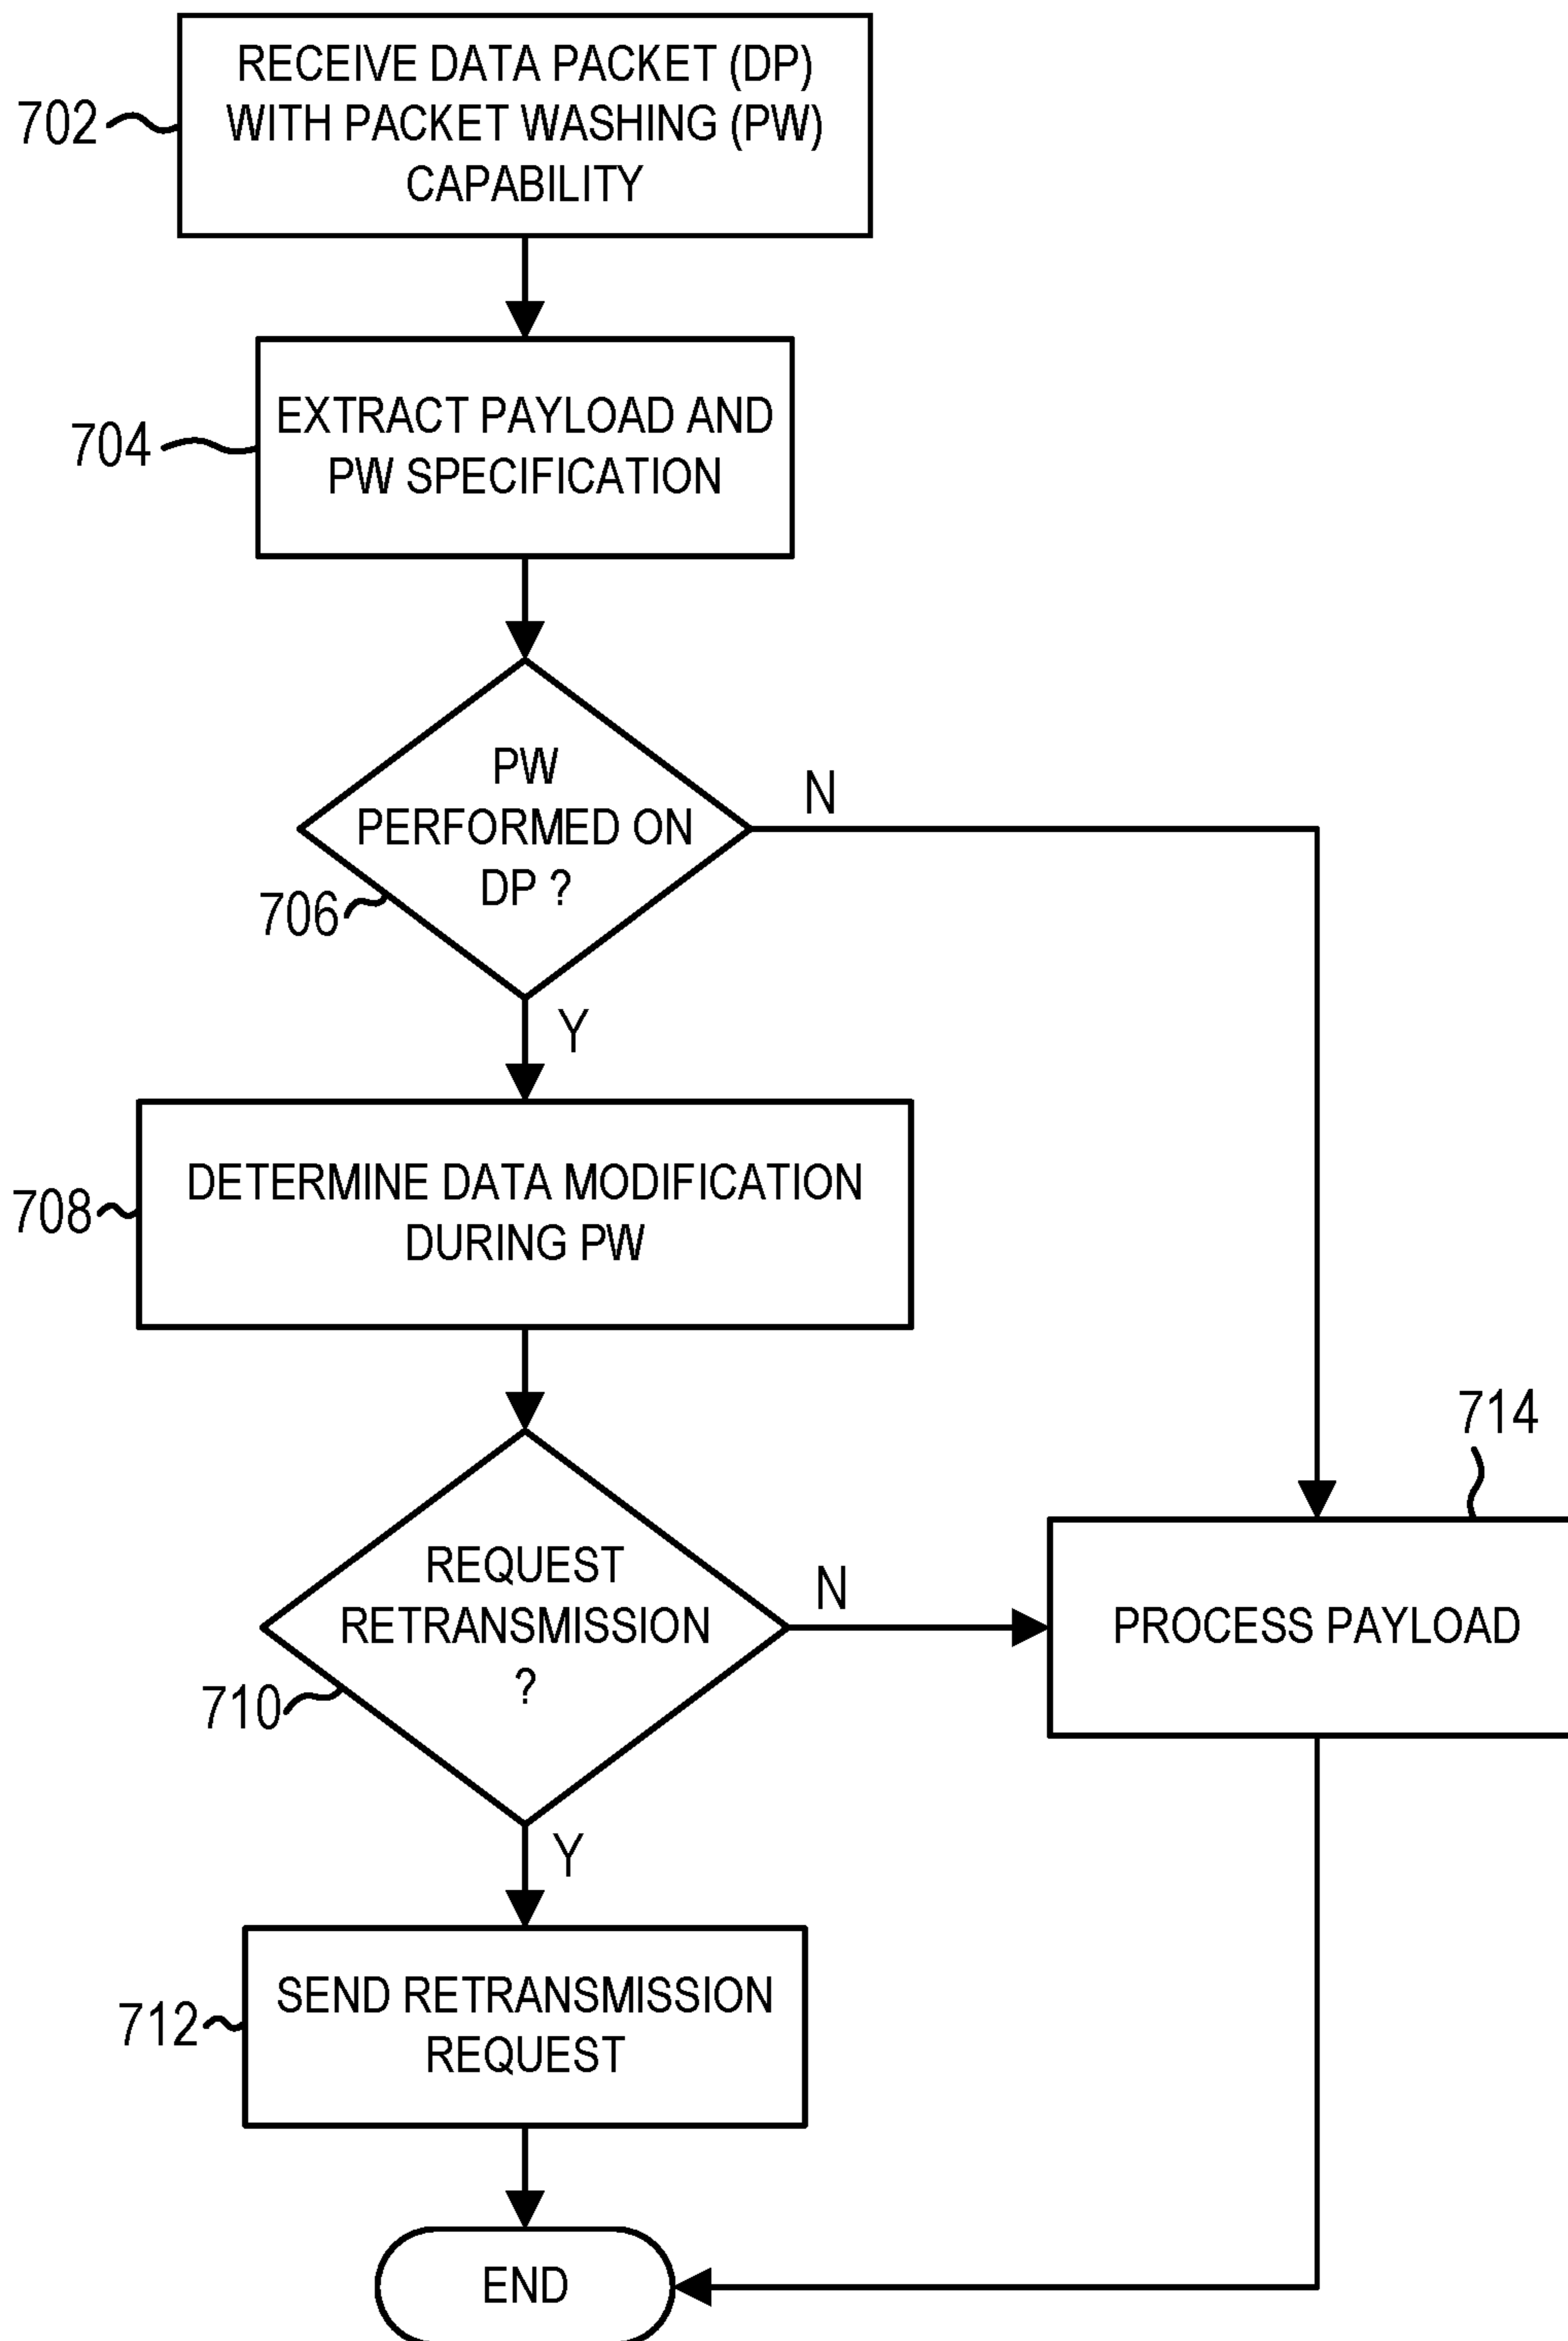 RECEIVE DATA PACKET (DP)
WITH PACKET WASHING (PW)
CAPABILITY
702
EXTRACT PAYLOAD AND
PW SPECIFICATION
704
PW
PERFORMED ON
DP ?
706
N
Y
DETERMINE DATA MODIFICATION
DURING PW
708
REQUEST
RETRANSMISSION
?
710
N
714
PROCESS PAYLOAD
Y
SEND RETRANSMISSION
REQUEST
712
END